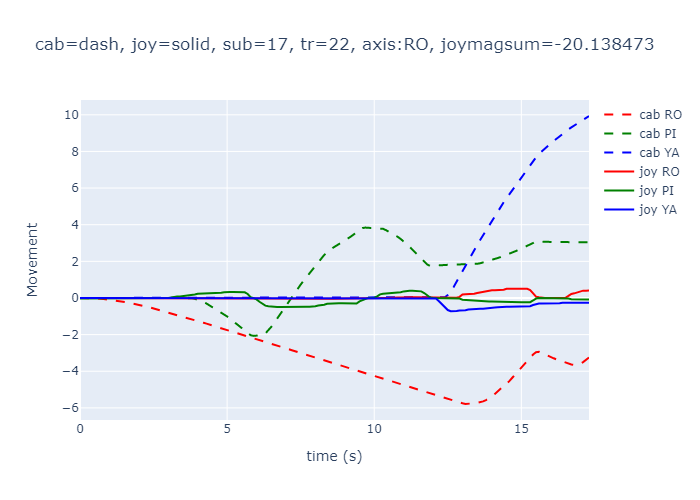 cab=dash, joy=solid, sub=17, tr=22, axis:RO, joymagsum=-20.138473
10
8
6
4
2
0
−2
−4
−6
Movement
0
5
10
15
time (s)
cab RO
cab PI
cab YA
joy RO
joy PI
joy YA